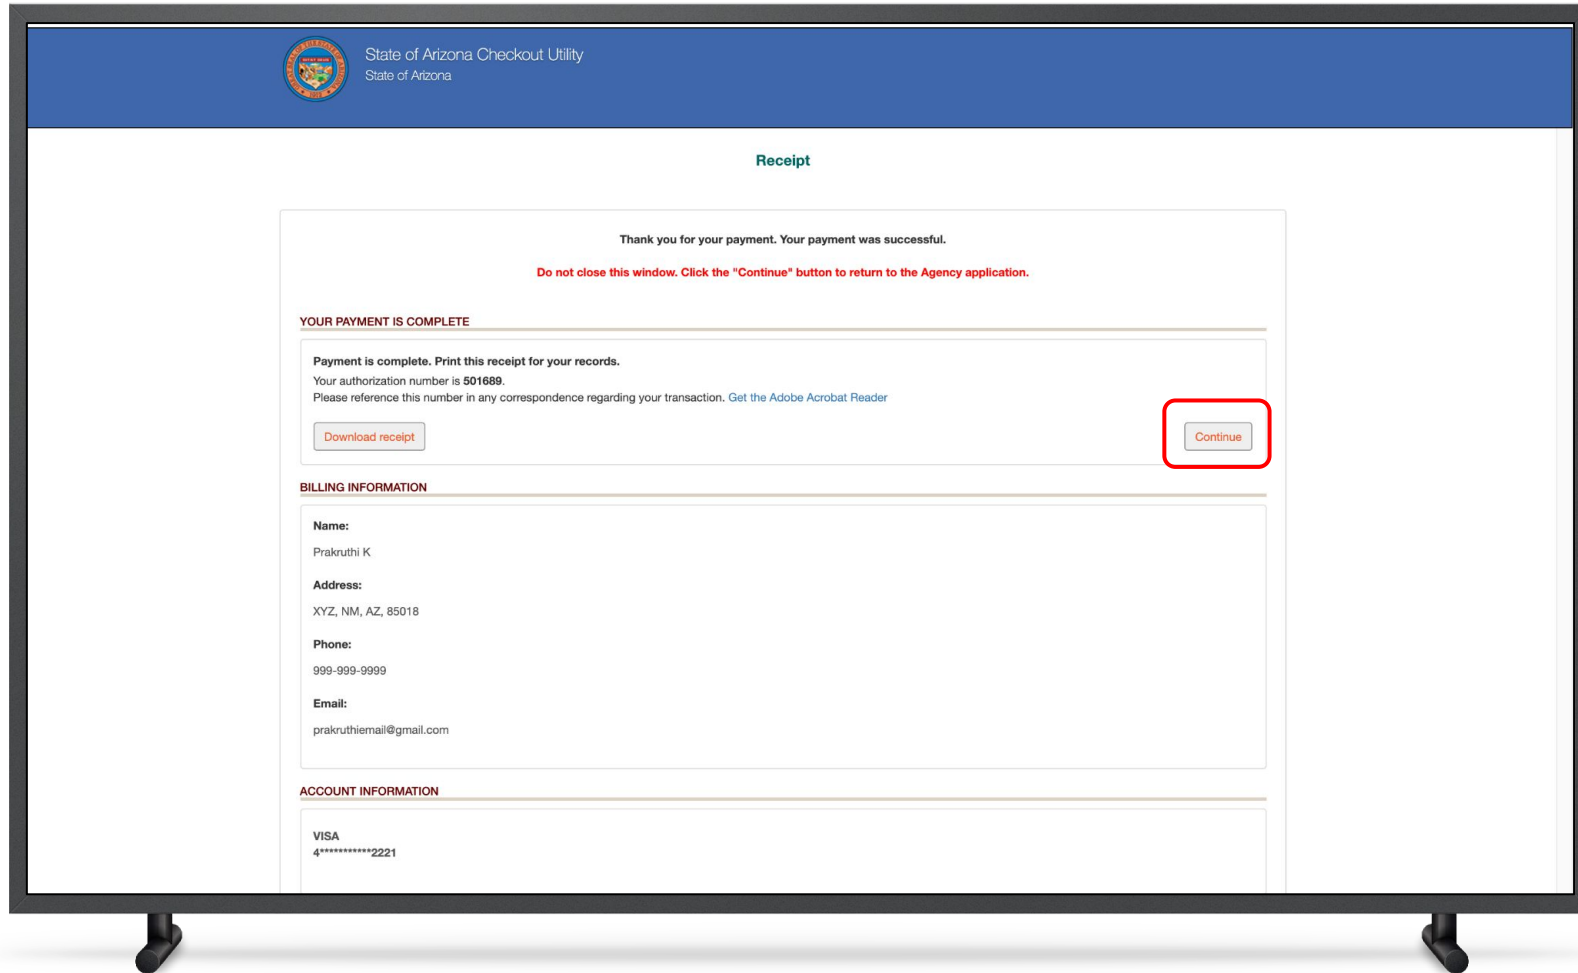 State of Arizona Checkout Utility
State of Arizona
Receipt
Thank you for your payment. Your payment was successful.
Do not close this window. Click the "Continue" button to return to the Agency application.
YOUR PAYMENT IS COMPLETE
Payment is complete. Print this receipt for your records.
Your authorization number is 501689.
Please reference this number in any correspondence regarding your transaction. Get the Adobe Acrobat Reader
Download receipt
Continue
BILLING INFORMATION
Name:
Prakruthi K
Address:
XYZ, NM, AZ, 85018
Phone:
999-999-9999
Email:
prakruthiemail@gmail.com
ACCOUNT INFORMATION
VISA
4***********2221